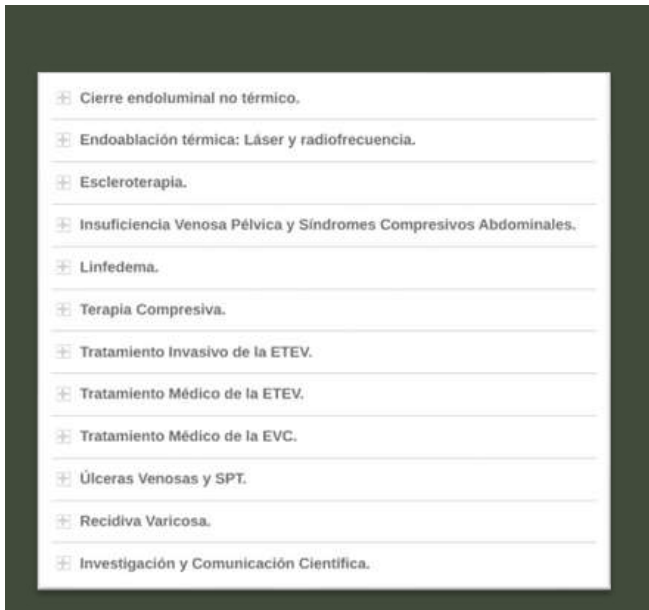 Cierre endoluminal no térmico.
Endoablación térmica: Láser y radiofrecuencia.
Escleroterapia.
Insuficiencia Venosa Pélvica y Síndromes Compresivos Abdominales.
Linfedema.
Terapia Compresiva.
Tratamiento Invasivo de la ETEV.
Tratamiento Médico de la ETEV.
Tratamiento Médico de la EVC.
Úlceras Venosas y SPT.
Recidiva Varicosa.
Investigación y Comunicación Científica.